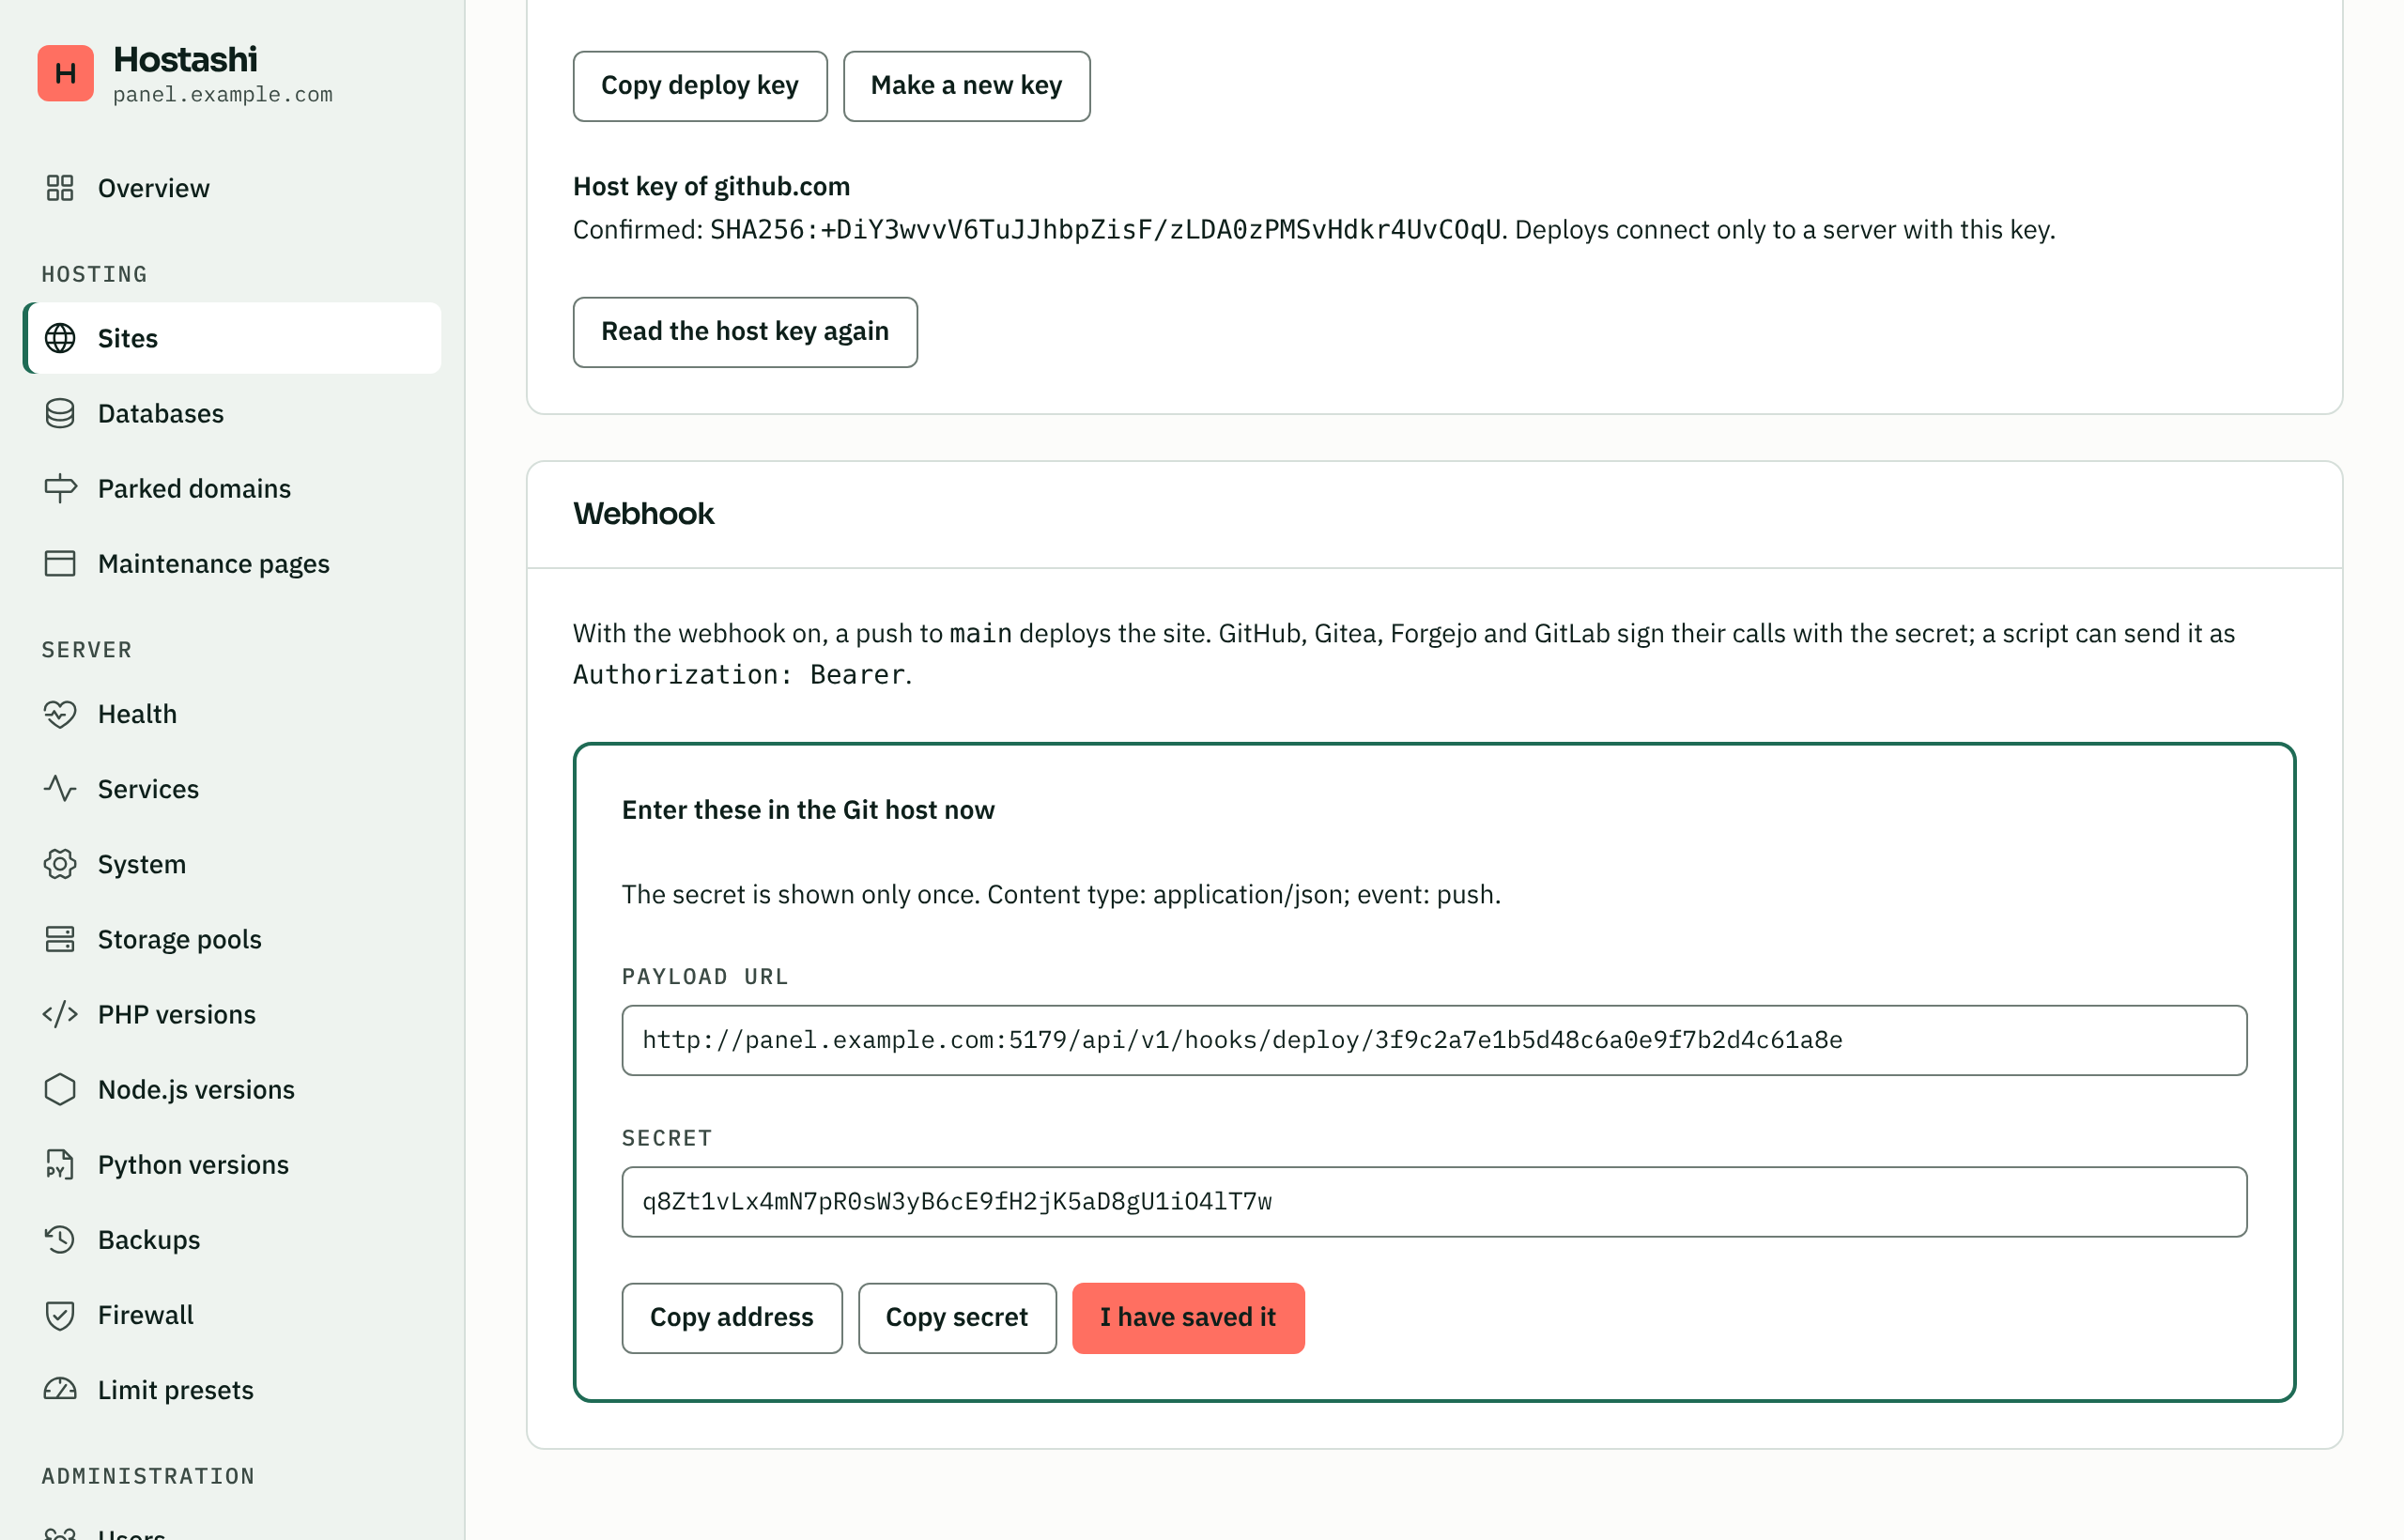 H
Hostashi
panel.example.com
Overview
HOSTING
Sites
Databases
Parked domains
Maintenance pages
SERVER
Health
Services
System
Storage pools
PHP versions
Node.js versions
PY
Python versions
Backups
Firewall
Limit presets
ADMINISTRATION
Users
Copy deploy key
Make a new key
Host key of github.com
Confirmed: SHA256:+DiY3wvvV6TuJJhbpZisF/zLDA0zPMSvHdkr4UvCOqU. Deploys connect only to a server with this key.
Read the host key again
Webhook
With the webhook on, a push to main deploys the site. GitHub, Gitea, Forgejo and GitLab sign their calls with the secret; a script can send it as
Authorization: Bearer.
Enter these in the Git host now
The secret is shown only once. Content type: application/json; event: push.
PAYLOAD URL
http://panel.example.com:5179/api/v1/hooks/deploy/3f9c2a7e1b5d48c6a0e9f7b2d4c61a8e
SECRET
q8Zt1vLx4mN7pR0sW3yB6cE9fH2jK5aD8gU1iO4lT7w
Copy address
Copy secret
I have saved it